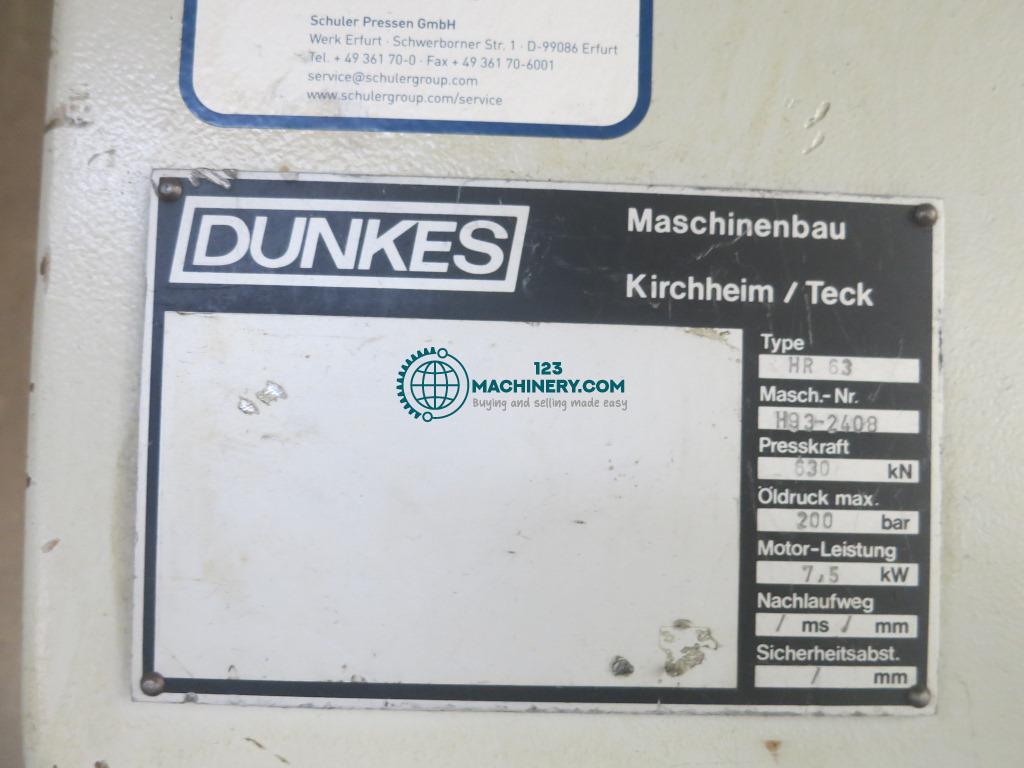 Schuler Pressen GmbH
Werk Erfurt · Schwerborner Str. 1 · D-99086 Erfurt
Tel. + 49 361 70-0 · Fax + 49 361 70-6001
service@schulergroup.com
www.schulergroup.com/service
DUNKES
Maschinenbau
Kirchheim / Teck
123
MACHINERY.COM
Buying and selling made easy
Type
HR 63
Masch.- Nr.
H93-2408
Presskraft
630 kN
Öldruck max.
200 bar
Motor-Leistung
7,5 kW
Nachlaufweg
/ ms / mm
Sicherheitsabst.
/ mm